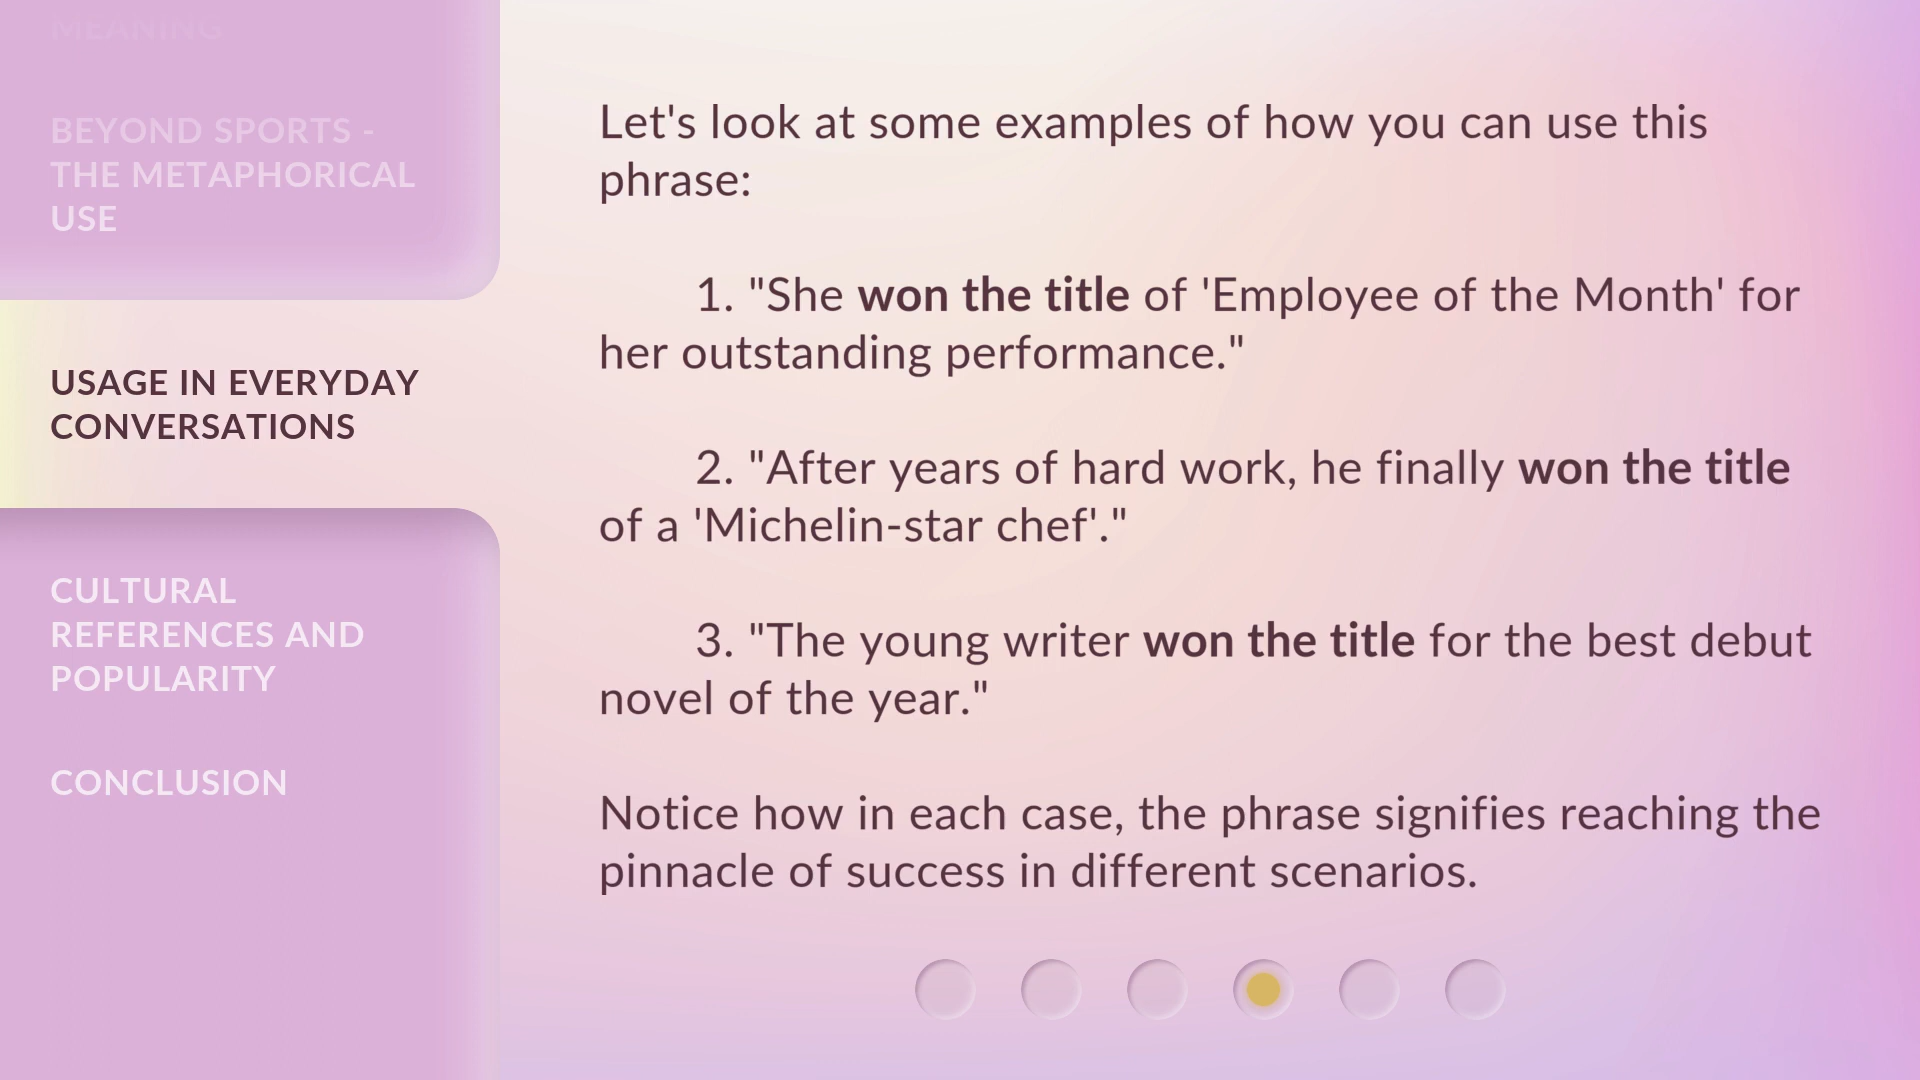 MEANING
BEYOND SPORTS -
THE METAPHORICAL
USE
USAGE IN EVERYDAY
CONVERSATIONS
CULTURAL
REFERENCES AND
POPULARITY
CONCLUSION
Let's look at some examples of how you can use this
phrase:
1. "She won the title of 'Employee of the Month' for
her outstanding performance."
2. "After years of hard work, he finally won the title
of a 'Michelin-star chef'."
3. "The young writer won the title for the best debut
novel of the year."
Notice how in each case, the phrase signifies reaching the
pinnacle of success in different scenarios.